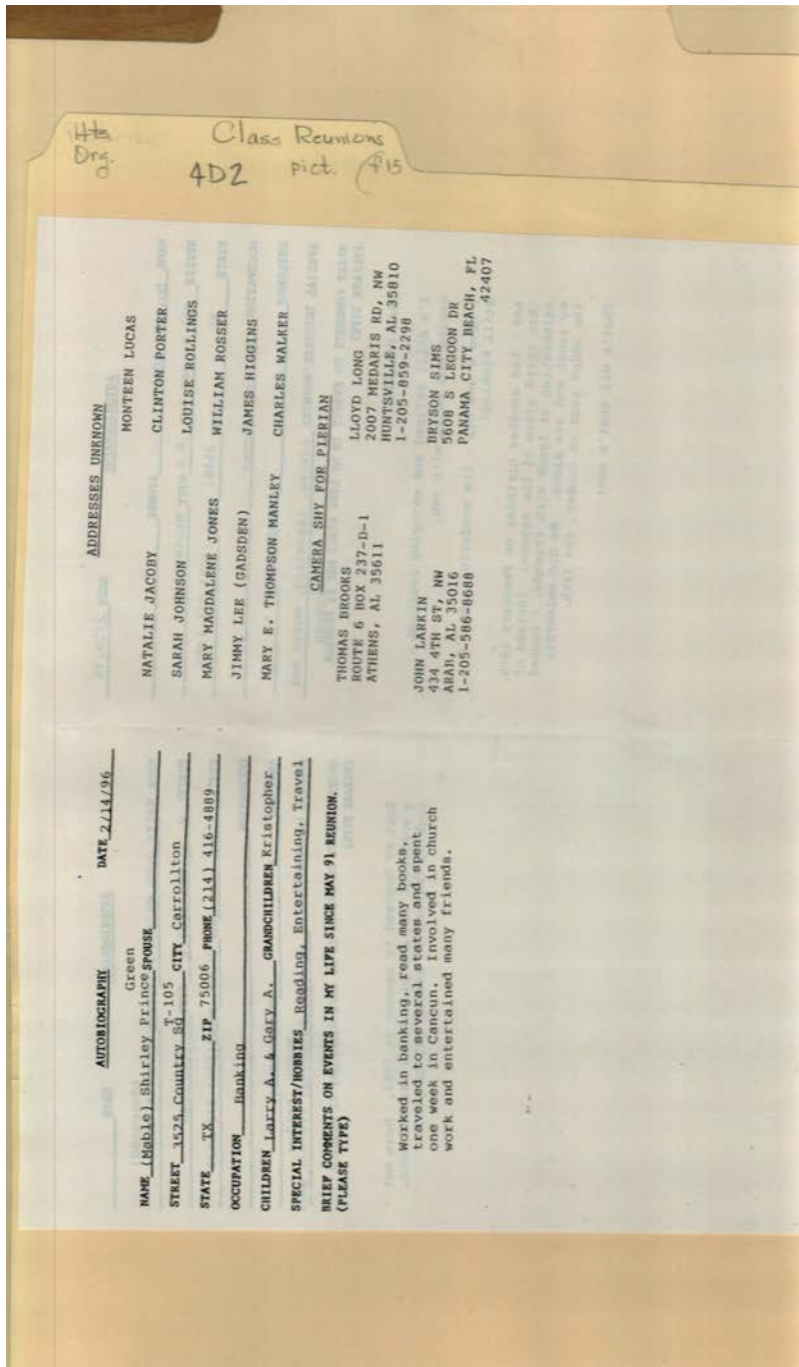 Hts. Class Reunions
Org. 4D2 pict. f15
AUTOBIOGRAPHY DATE 2/14/96
Green
NAME (Mable) Shirley Prince SPOUSE
T-105
STREET 3525 Country Sq CITY Carrollton
STATE TX ZIP 75006 PHONE (214) 416-4889
OCCUPATION Banking
CHILDREN Larry A. & Gary A. GRANDCHILDREN Kristopher
SPECIAL INTEREST/HOBBIES Reading, Entertaining, Travel
BRIEF COMMENTS ON EVENTS IN MY LIFE SINCE MAY 91 REUNION.
(PLEASE TYPE)
Worked in banking, read many books,
traveled to several states and spent
one week in Cancun. Involved in church
work and entertained many friends.
ADDRESSES UNKNOWN
MONTEEN LUCAS
NATALIE JACOBY CLINTON PORTER
SARAH JOHNSON LOUISE ROLLINGS
MARY MAGDALENE JONES WILLIAM ROSSER
JIMMY LEE (GADSDEN) JAMES HIGGINS
MARY E. THOMPSON MANLEY CHARLES WALKER
CAMERA SHY FOR PIERIAN
THOMAS BROOKS LLOYD LONG
ROUTE 6 BOX 237-D-1 2007 MEDARIS RD, NW
ATHENS, AL 35611 HUNTSVILLE, AL 35810
1-205-859-2298
JOHN LARKIN BRYSON SIMS
434 4TH ST, NW 5608 S LEGOON DR
ARAB, AL 35016 PANAMA CITY BEACH, FL
1-205-586-8688 42407